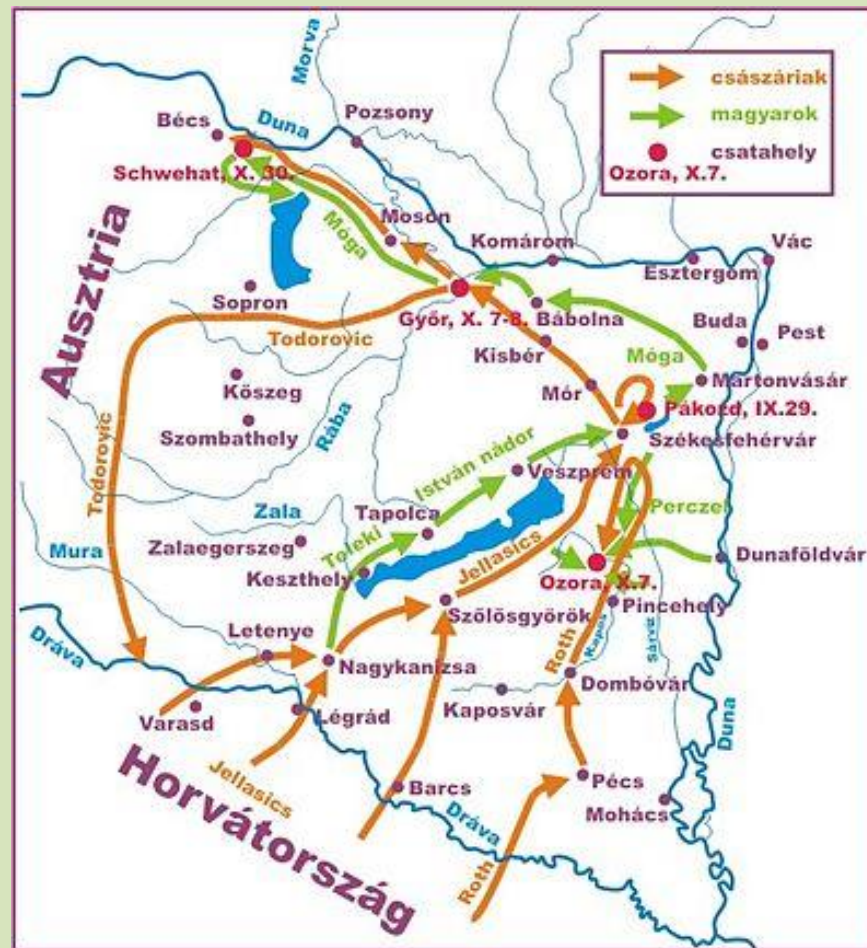 császáriak
magyarok
csatahely
Ozora, X.7.
Morva
Bécs
Duna
Pozsony
Schwehat, X. 30.
Móga
Moson
Komárom
Vác
Esztergom
Ausztria
Sopron
Győr, X. 7-8.
Bábolna
Buda
Pest
Todorovic
Kisbér
Móga
Martonvásár
Kőszeg
Mór
Pákozd, IX.29.
Szombathely
Rába
Székesfehérvár
István nádor
Veszprém
Todorovic
Zala
Tapolca
Perczel
Mura
Zalaegerszeg
Teleki
Jellasics
Dunaföldvár
Keszthely
Ozora, X.7.
Szőlősgyörök
Pincehely
Letenye
Kapos
Sárvíz
Dráva
Nagykanizsa
Roth
Dombóvár
Duna
Varasd
Légrád
Kaposvár
Horvátország
Jellasics
Barcs
Pécs
Mohács
Dráva
Roth